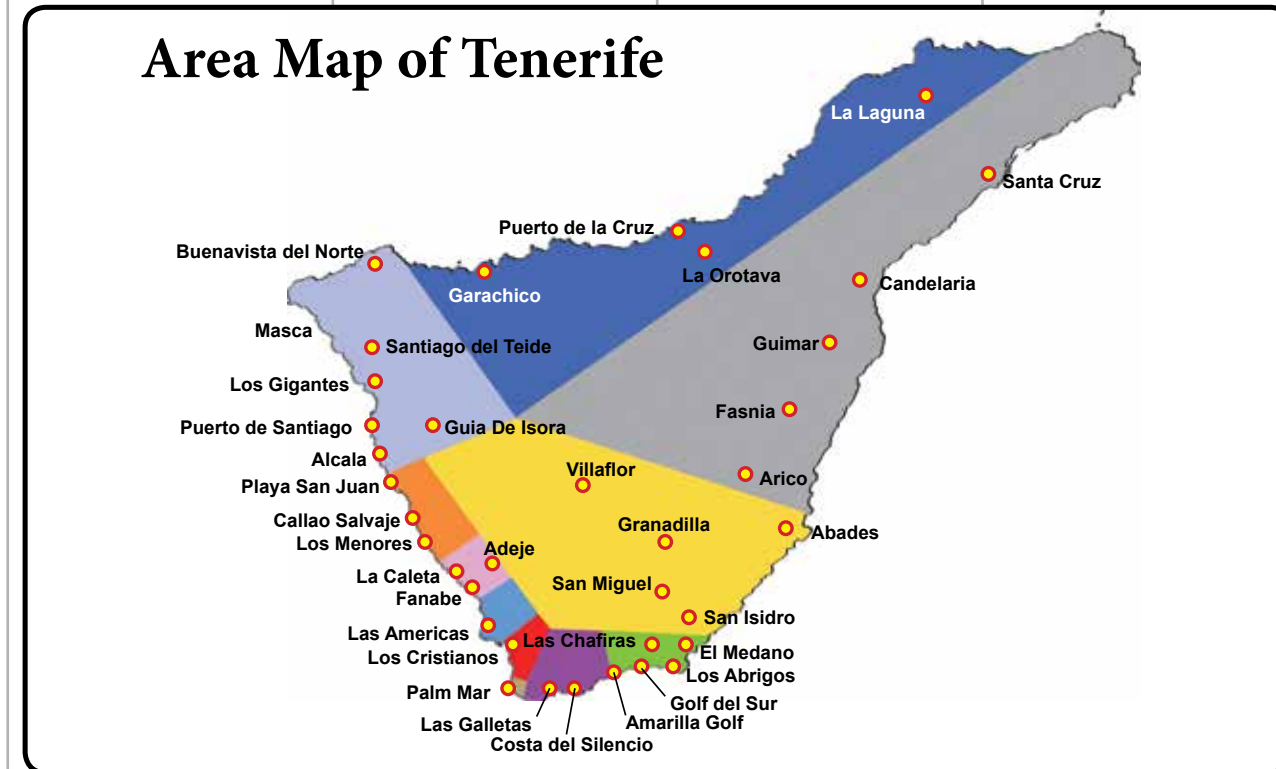 Area Map of Tenerife
La Laguna
Santa Cruz
Puerto de la Cruz
Buenavista del Norte
La Orotava
Candelaria
Garachico
Masca
Santiago del Teide
Guimar
Los Gigantes
Fasnia
Puerto de Santiago
Guia De Isora
Alcala
Villaflor
Arico
Playa San Juan
Callao Salvaje
Granadilla
Abades
Los Menores
Adeje
La Caleta
San Miguel
Fanabe
San Isidro
Las Americas
Las Chafiras
El Medano
Los Cristianos
Los Abrigos
Palm Mar
Golf del Sur
Las Galletas
Amarilla Golf
Costa del Silencio